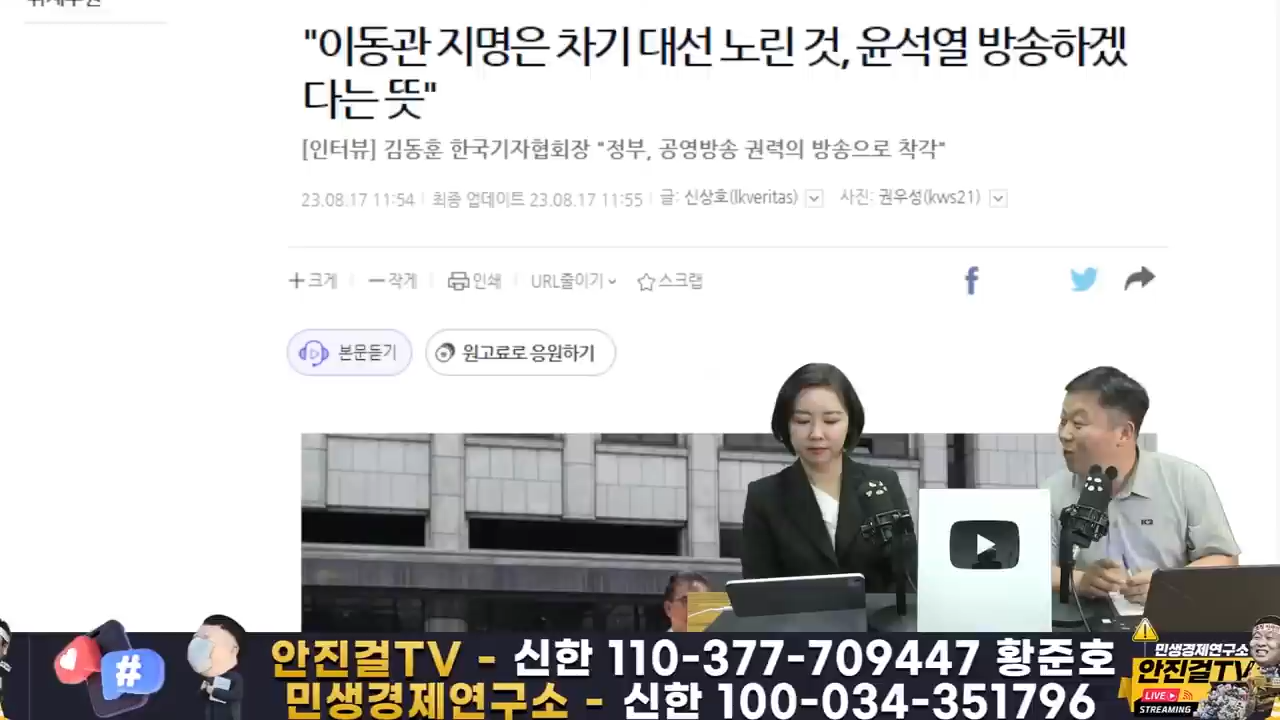 "이동관 지명은 차기 대선 노린 것, 윤석열 방송하겠
다는 뜻"
[인터뷰] 김동훈 한국기자협회장 "정부, 공영방송 권력의 방송으로 착각"
23.08.17 11:54 | 최종 업데이트 23.08.17 11:55 | 글: 신상호(lkveritas) 사진: 권우성(kws21)
크게 작게 인쇄 URL줄이기 스크랩
본문듣기 원고료로 응원하기
안진걸TV - 신한 110-377-709447 황준호
민생경제연구소 - 신한 100-034-351796
민생경제연구소
안진걸TV
LIVE
STREAMING